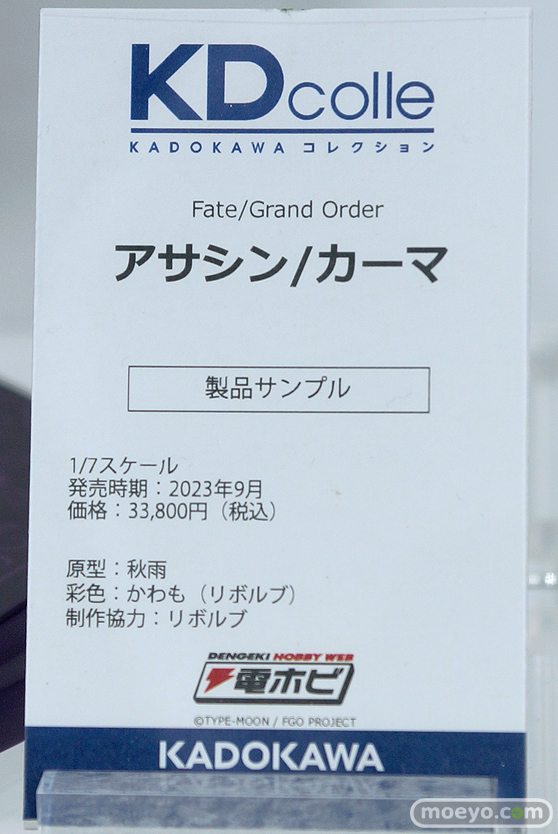 KDcolle
KADOKAWA コレクション
Fate/Grand Order
アサシン/カーマ
製品サンプル
1/7スケール
発売時期：2023年9月
価格：33,800円（税込）
原型：秋雨
彩色：かわも（リボルブ）
制作協力：リボルブ
DENGEKI HOBBY WEB
電ホビ
©TYPE-MOON / FGO PROJECT
KADOKAWA
moeyo.com